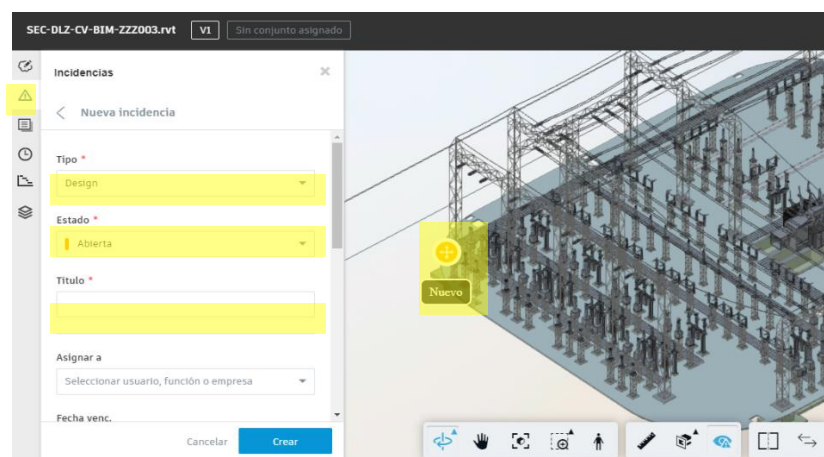 SEC-DLZ-CV-BIM-ZZZ003.rvt V1 Sin conjunto asignado
Incidencias
Nueva incidencia
Tipo *
Design
Estado *
Abierta
Título *
Asignar a
Seleccionar usuario, función o empresa
Fecha venc.
Cancelar Crear
Nuevo